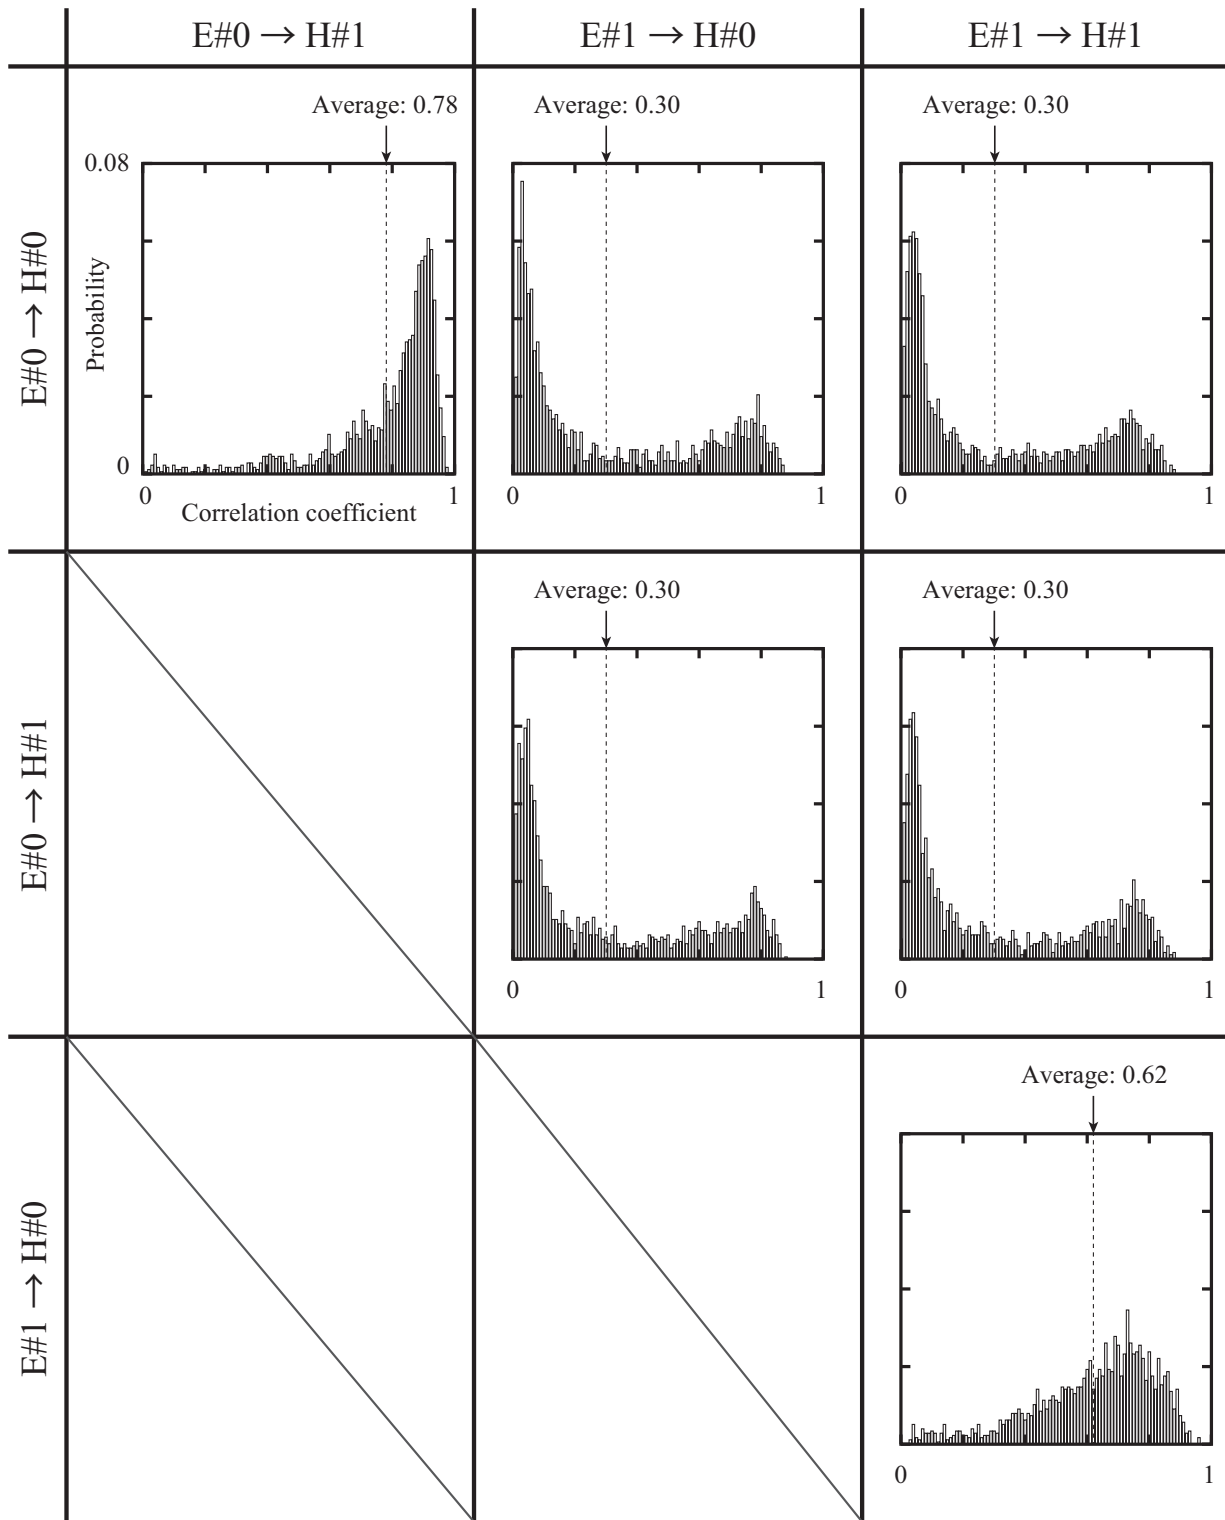 E#0 → H#1
E#1 → H#0
E#1 → H#1
E#0 → H#0
Average: 0.78
Average: 0.30
Average: 0.30
0.08
Probability
0
0
1
Correlation coefficient
0
1
0
1
E#0 → H#1
Average: 0.30
Average: 0.30
0
1
0
1
E#1 → H#0
Average: 0.62
0
1